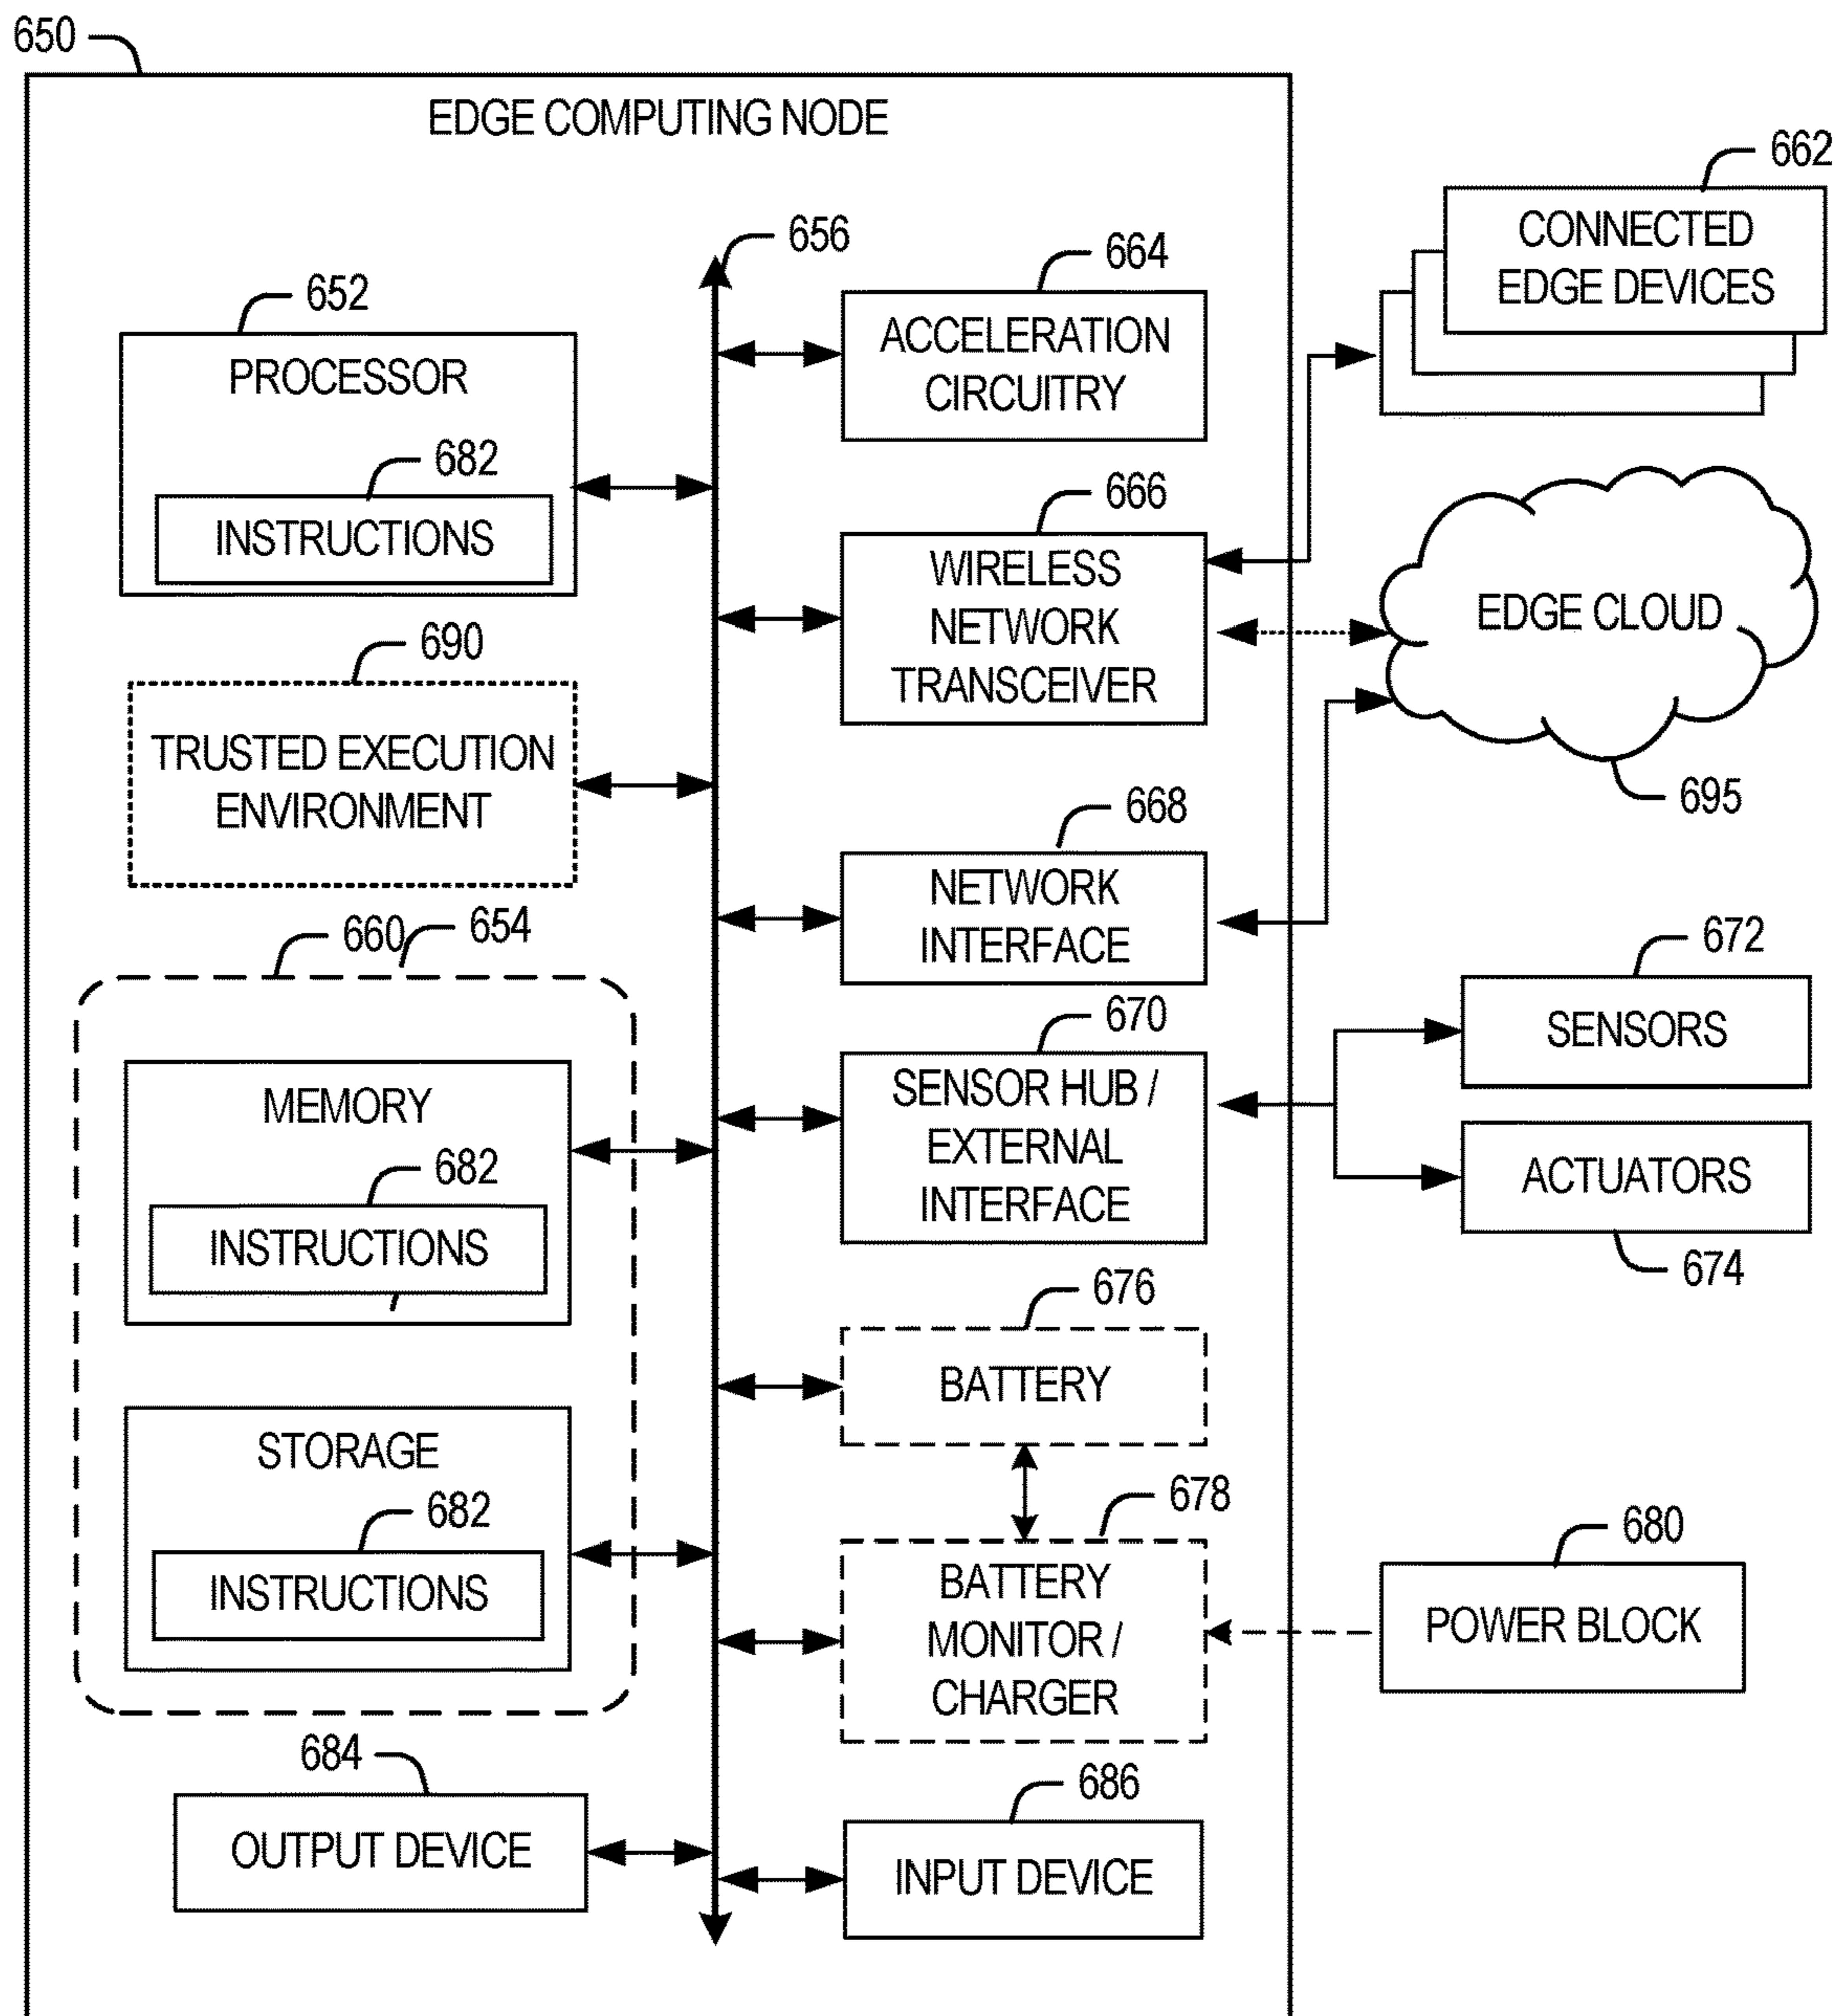 650
EDGE COMPUTING NODE
656
652
PROCESSOR
682
INSTRUCTIONS
690
TRUSTED EXECUTION
ENVIRONMENT
660
654
MEMORY
682
INSTRUCTIONS
STORAGE
682
INSTRUCTIONS
684
OUTPUT DEVICE
664
ACCELERATION
CIRCUITRY
666
WIRELESS
NETWORK
TRANSCEIVER
668
NETWORK
INTERFACE
670
SENSOR HUB /
EXTERNAL
INTERFACE
676
BATTERY
678
BATTERY
MONITOR /
CHARGER
686
INPUT DEVICE
662
CONNECTED
EDGE DEVICES
EDGE CLOUD
695
672
SENSORS
ACTUATORS
674
680
POWER BLOCK